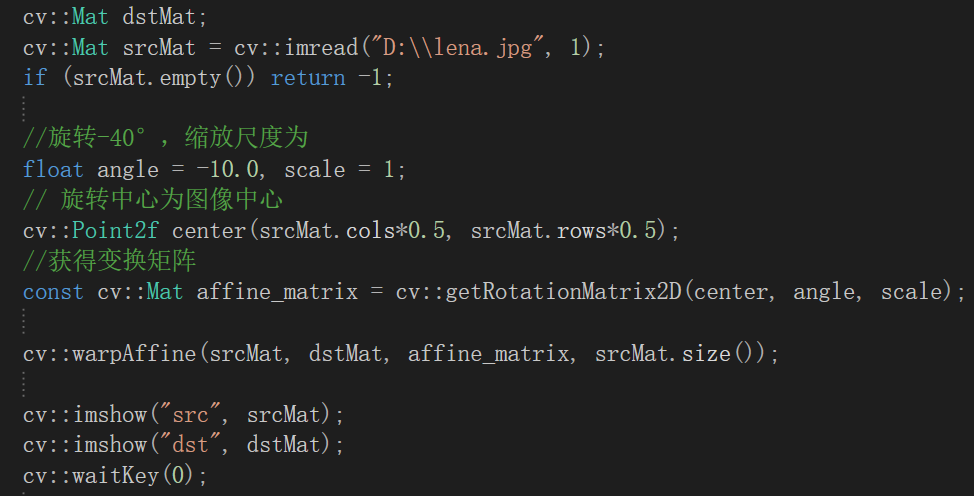 cv::Mat dstMat;
cv::Mat srcMat = cv::imread("D:\\lena.jpg", 1);
if (srcMat.empty()) return -1;
//旋转-40°，缩放尺度为
float angle = -10.0, scale = 1;
// 旋转中心为图像中心
cv::Point2f center(srcMat.cols*0.5, srcMat.rows*0.5);
//获得变换矩阵
const cv::Mat affine_matrix = cv::getRotationMatrix2D(center, angle, scale);
cv::warpAffine(srcMat, dstMat, affine_matrix, srcMat.size());
cv::imshow("src", srcMat);
cv::imshow("dst", dstMat);
cv::waitKey(0);